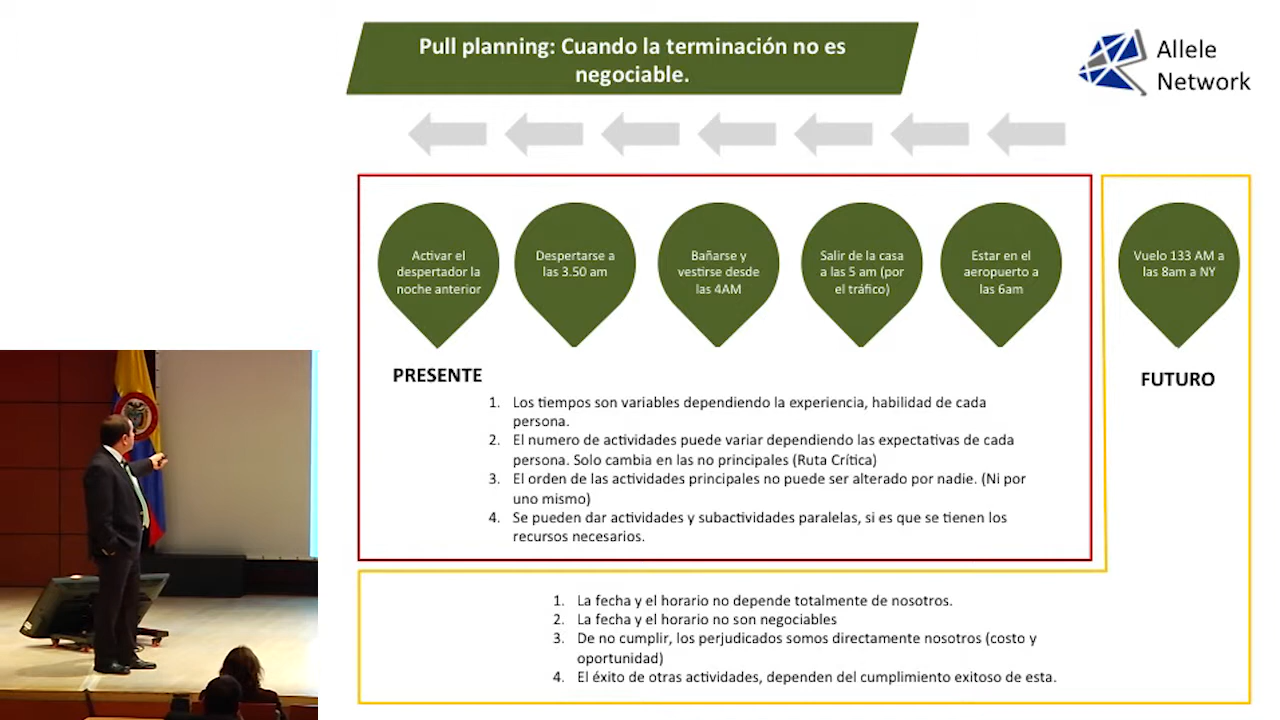 Pull planning: Cuando la terminación no es
negociable.
Allele
Network
Activar el
despertador la
noche anterior
Despertarse a
las 3.50 am
Bañarse y
vestirse desde
las 4AM
Salir de la casa
a las 5 am (por
el tráfico)
Estar en el
aeropuerto a
las 6am
Vuelo 133 AM a
las 8am a NY
PRESENTE
FUTURO
1. Los tiempos son variables dependiendo la experiencia, habilidad de cada
persona.
2. El numero de actividades puede variar dependiendo las expectativas de cada
persona. Solo cambia en las no principales (Ruta Crítica)
3. El orden de las actividades principales no puede ser alterado por nadie. (Ni por
uno mismo)
4. Se pueden dar actividades y subactividades paralelas, si es que se tienen los
recursos necesarios.
1. La fecha y el horario no depende totalmente de nosotros.
2. La fecha y el horario no son negociables
3. De no cumplir, los perjudicados somos directamente nosotros (costo y
oportunidad)
4. El éxito de otras actividades, dependen del cumplimiento exitoso de esta.